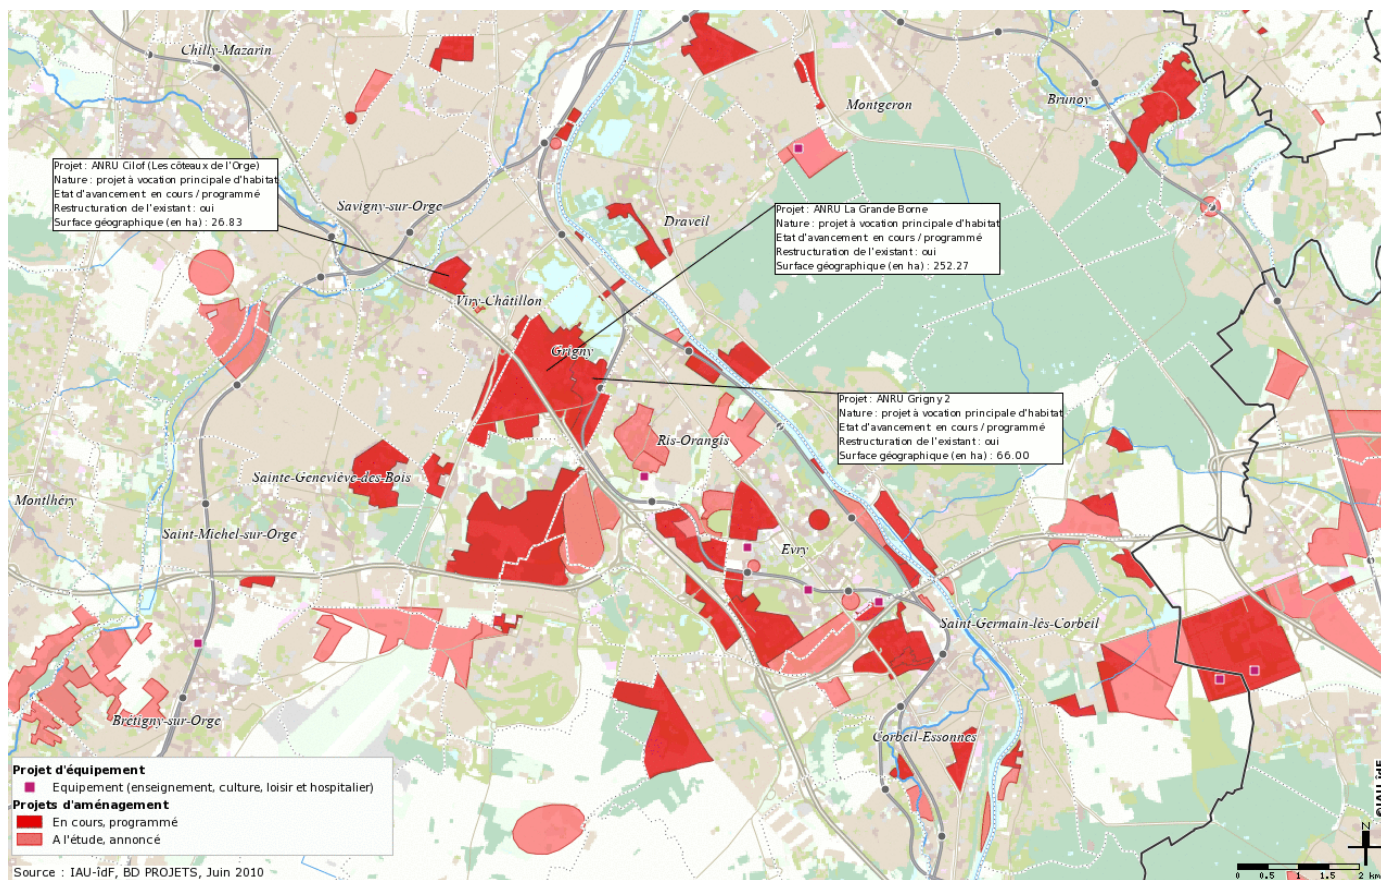 Chilly-Mazarin
Montgeron
Brunoy
Projet : ANRU Cilof (Les côteaux de l'Orge)
Nature : projet à vocation principale d'habitat
Etat d'avancement en cours / programmé
Restructuration de l'existant : oui
Surface géographique (en ha) : 26.83
Savigny-sur-Orge
Draveil
Projet : ANRU La Grande Borne
Nature : projet à vocation principale d'habitat
Etat d'avancement en cours / programmé
Restructuration de l'existant : oui
Surface géographique (en ha) : 252.27
Viry-Châtillon
Grigny
Projet : ANRU Grigny 2
Nature : projet à vocation principale d'habitat
Etat d'avancement en cours / programmé
Restructuration de l'existant : oui
Surface géographique (en ha) : 66.00
Ris-Orangis
Sainte-Geneviève-des-Bois
Montlhéry
Saint-Michel-sur-Orge
Evry
Saint-Germain-lès-Corbeil
Brétigny-sur-Orge
Corbeil-Essonnes
Projet d'équipement
Equipement (enseignement, culture, loisir et hospitalier)
Projets d'aménagement
En cours, programmé
A l'étude, annoncé
Source : IAU-îdF, BD PROJETS, Juin 2010
©IAU îdF
N
0 0.5 1 1.5 2 km